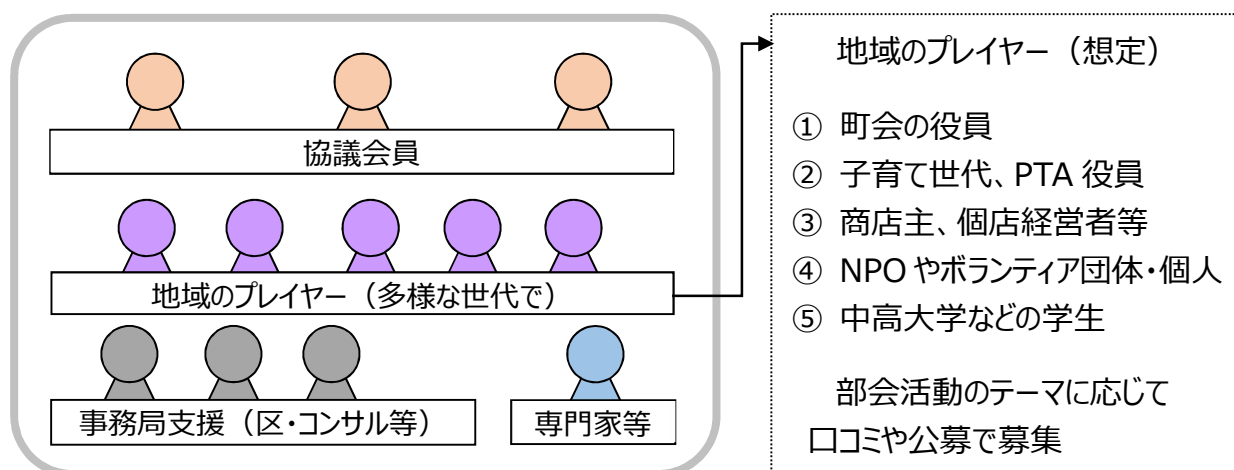 協議会員
地域のプレイヤー（多様な世代で）
事務局支援（区・コンサル等）
専門家等
地域のプレイヤー（想定）
① 町会の役員
② 子育て世代、PTA 役員
③ 商店主、個店経営者等
④ NPO やボランティア団体・個人
⑤ 中高大学などの学生
部会活動のテーマに応じて
口コミや公募で募集